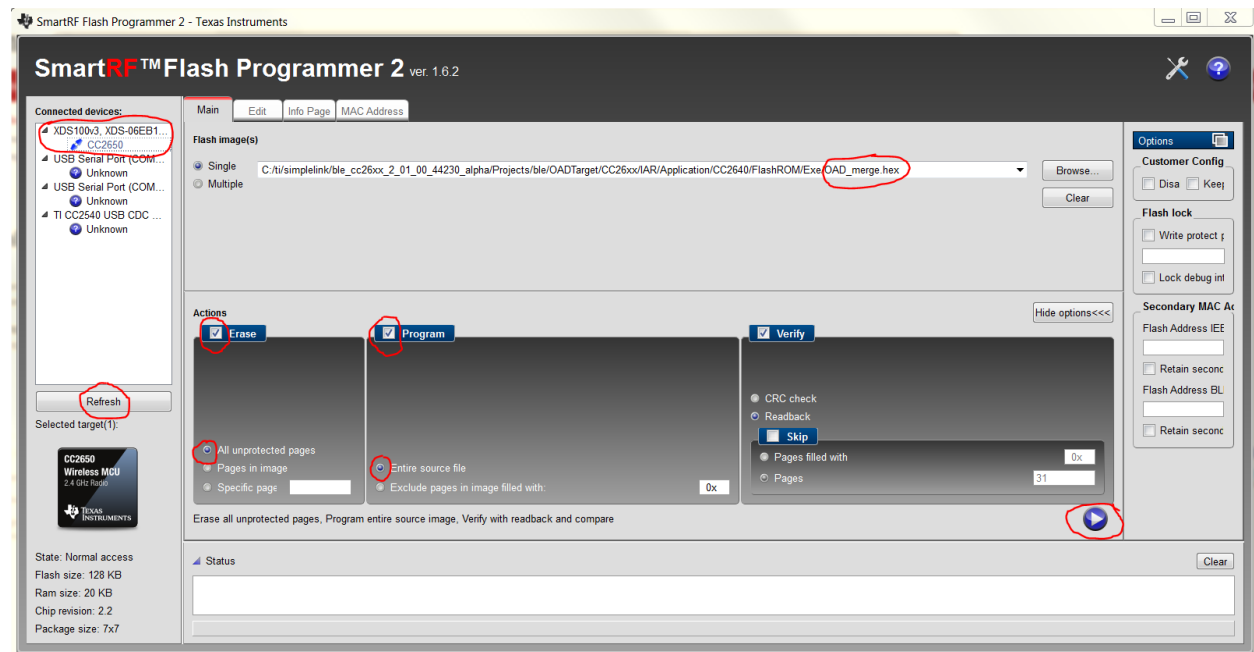 SmartRF Flash Programmer 2 - Texas Instruments
SmartRF™Flash Programmer 2 ver. 1.6.2
Connected devices:
XDS100v3, XDS-06EB1...
CC2650
USB Serial Port (COM...
Unknown
USB Serial Port (COM...
Unknown
TI CC2540 USB CDC ...
Unknown
Refresh
Selected target(1):
CC2650
Wireless MCU
2.4 GHz Radio
TEXAS
INSTRUMENTS
State: Normal access
Flash size: 128 KB
Ram size: 20 KB
Chip revision: 2.2
Package size: 7x7
Main Edit Info Page MAC Address
Flash image(s)
Single C:/ti/simplelink/ble_cc26xx_2_01_00_44230_alpha/Projects/ble/OADTarget/CC26xx/IAR/Application/CC2640/FlashROM/Exe/OAD_merge.hex Browse...
Multiple
Clear
Actions Hide options<<<
Erase Program Verify
CRC check
Readback
Skip
All unprotected pages
Pages in image
Specific page
Entire source file
Exclude pages in image filled with: 0x
Pages filled with 0x
Pages 31
Erase all unprotected pages, Program entire source image, Verify with readback and compare
Status Clear
Options
Customer Config
Disa Keep
Flash lock
Write protect p
Lock debug int
Secondary MAC Ad
Flash Address IEE
Retain secont
Flash Address BL
Retain secont